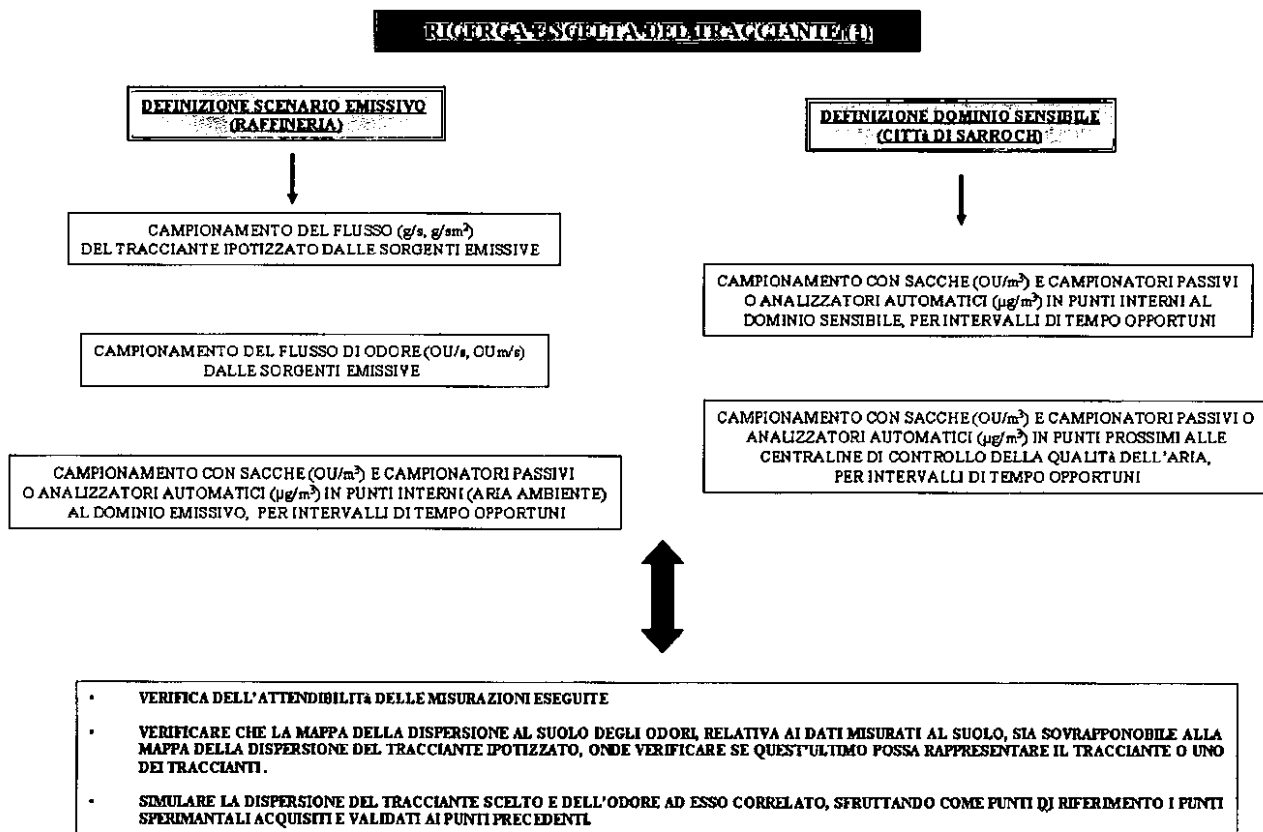 RICERCA E SCELTA DEL TRACCIANTE (1)
DEFINIZIONE SCENARIO EMISSIVO
(RAFFINERIA)
CAMPIONAMENTO DEL FLUSSO (g/s, g/sm²)
DEL TRACCIANTE IPOTIZZATO DALLE SORGENTI EMISSIVE
CAMPIONAMENTO DEL FLUSSO DI ODORE (OU/s, OUm/s)
DALLE SORGENTI EMISSIVE
CAMPIONAMENTO CON SACCHE (OU/m³) E CAMPIONATORI PASSIVI
O ANALIZZATORI AUTOMATICI (µg/m³) IN PUNTI INTERNI (ARIA AMBIENTE)
AL DOMINIO EMISSIVO, PER INTERVALLI DI TEMPO OPPORTUNI
DEFINIZIONE DOMINIO SENSIBILE
(CITTà DI SARROCH)
CAMPIONAMENTO CON SACCHE (OU/m³) E CAMPIONATORI PASSIVI
O ANALIZZATORI AUTOMATICI (µg/m³) IN PUNTI INTERNI AL
DOMINIO SENSIBILE, PER INTERVALLI DI TEMPO OPPORTUNI
CAMPIONAMENTO CON SACCHE (OU/m³) E CAMPIONATORI PASSIVI O
ANALIZZATORI AUTOMATICI (µg/m³) IN PUNTI PROSSIMI ALLE
CENTRALINE DI CONTROLLO DELLA QUALITà DELL'ARIA,
PER INTERVALLI DI TEMPO OPPORTUNI
• VERIFICA DELL'ATTENDIBILITà DELLE MISURAZIONI ESEGUITE
• VERIFICARE CHE LA MAPPA DELLA DISPERSIONE AL SUOLO DEGLI ODORI, RELATIVA AI DATI MISURATI AL SUOLO, SIA SOVRAPPONOBILE ALLA
MAPPA DELLA DISPERSIONE DEL TRACCIANTE IPOTIZZATO, ONDE VERIFICARE SE QUEST'ULTIMO POSSA RAPPRESENTARE IL TRACCIANTE O UNO
DEI TRACCIANTI.
• SIMULARE LA DISPERSIONE DEL TRACCIANTE SCELTO E DELL'ODORE AD ESSO CORRELATO, SFRUTTANDO COME PUNTI DI RIFERIMENTO I PUNTI
SPERIMANTALI ACQUISITI E VALIDATI AI PUNTI PRECEDENTI.